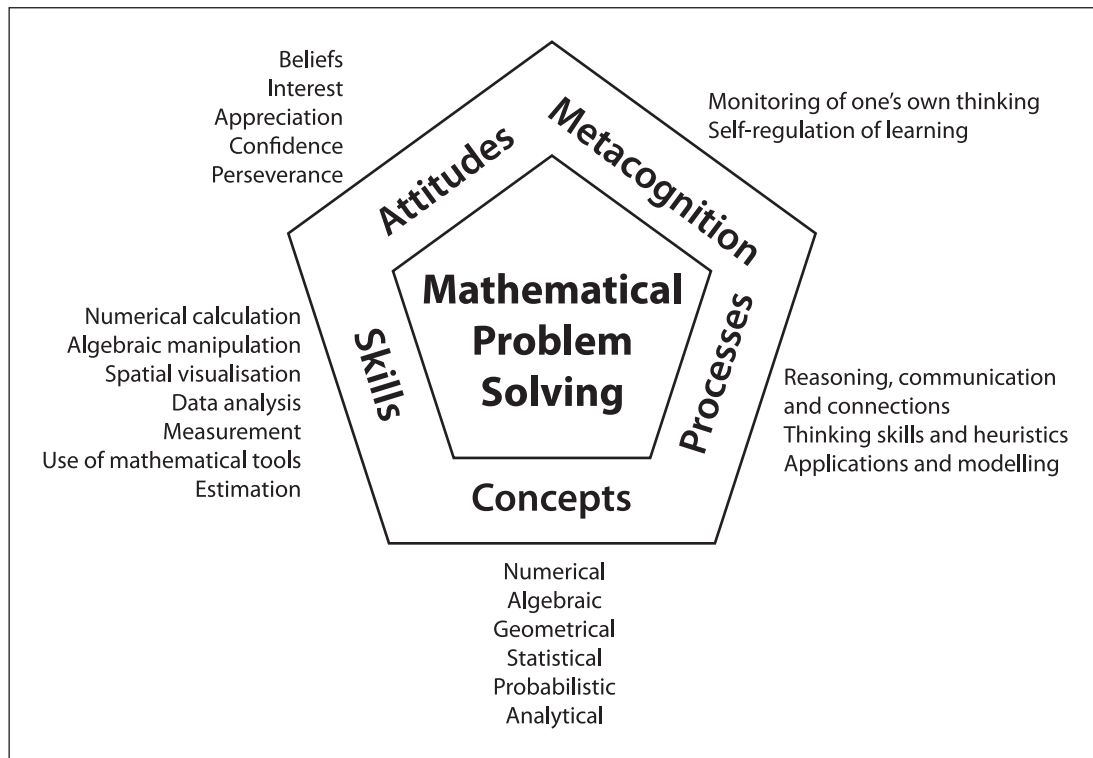 Beliefs
Interest
Appreciation
Confidence
Perseverance
Attitudes
Metacognition
Monitoring of one's own thinking
Self-regulation of learning
Mathematical
Problem
Solving
Numerical calculation
Algebraic manipulation
Spatial visualisation
Data analysis
Measurement
Use of mathematical tools
Estimation
Skills
Processes
Reasoning, communication
and connections
Thinking skills and heuristics
Applications and modelling
Concepts
Numerical
Algebraic
Geometrical
Statistical
Probabilistic
Analytical